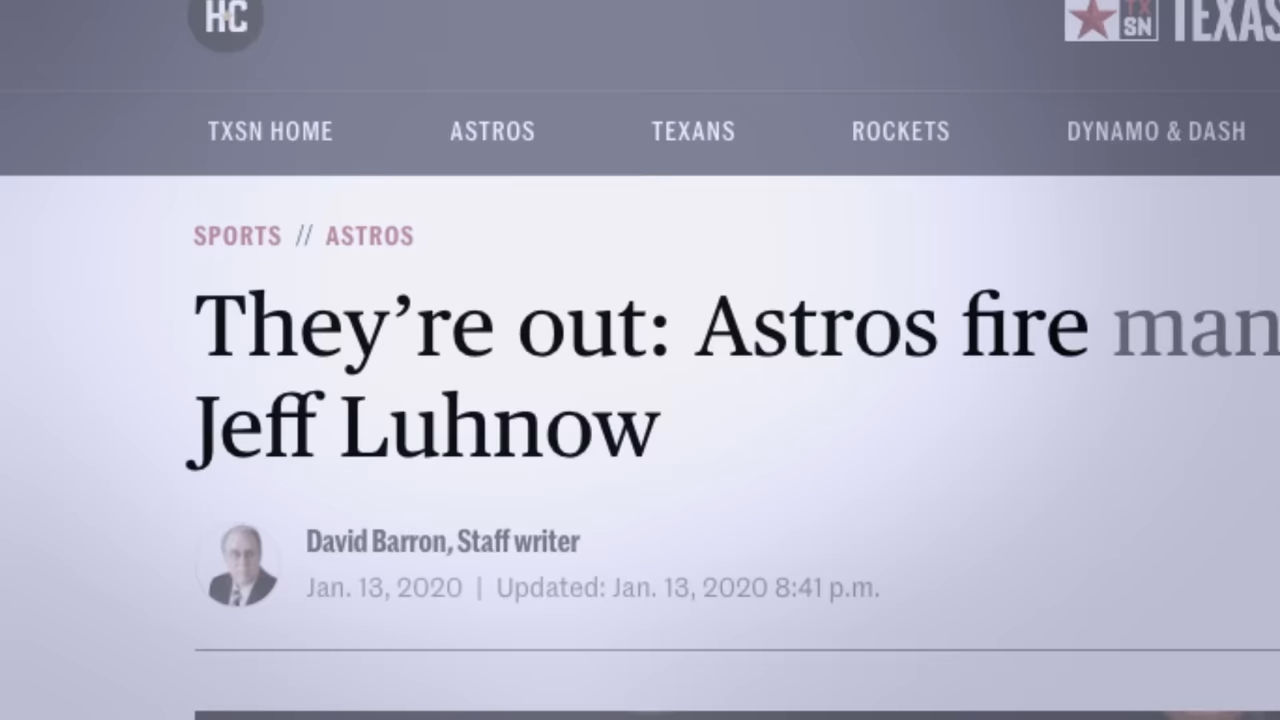 HC
TX
SN
TEXAS
TXSN HOME
ASTROS
TEXANS
ROCKETS
DYNAMO & DASH
SPORTS // ASTROS
They’re out: Astros fire man
Jeff Luhnow
David Barron, Staff writer
Jan. 13, 2020 | Updated: Jan. 13, 2020 8:41 p.m.